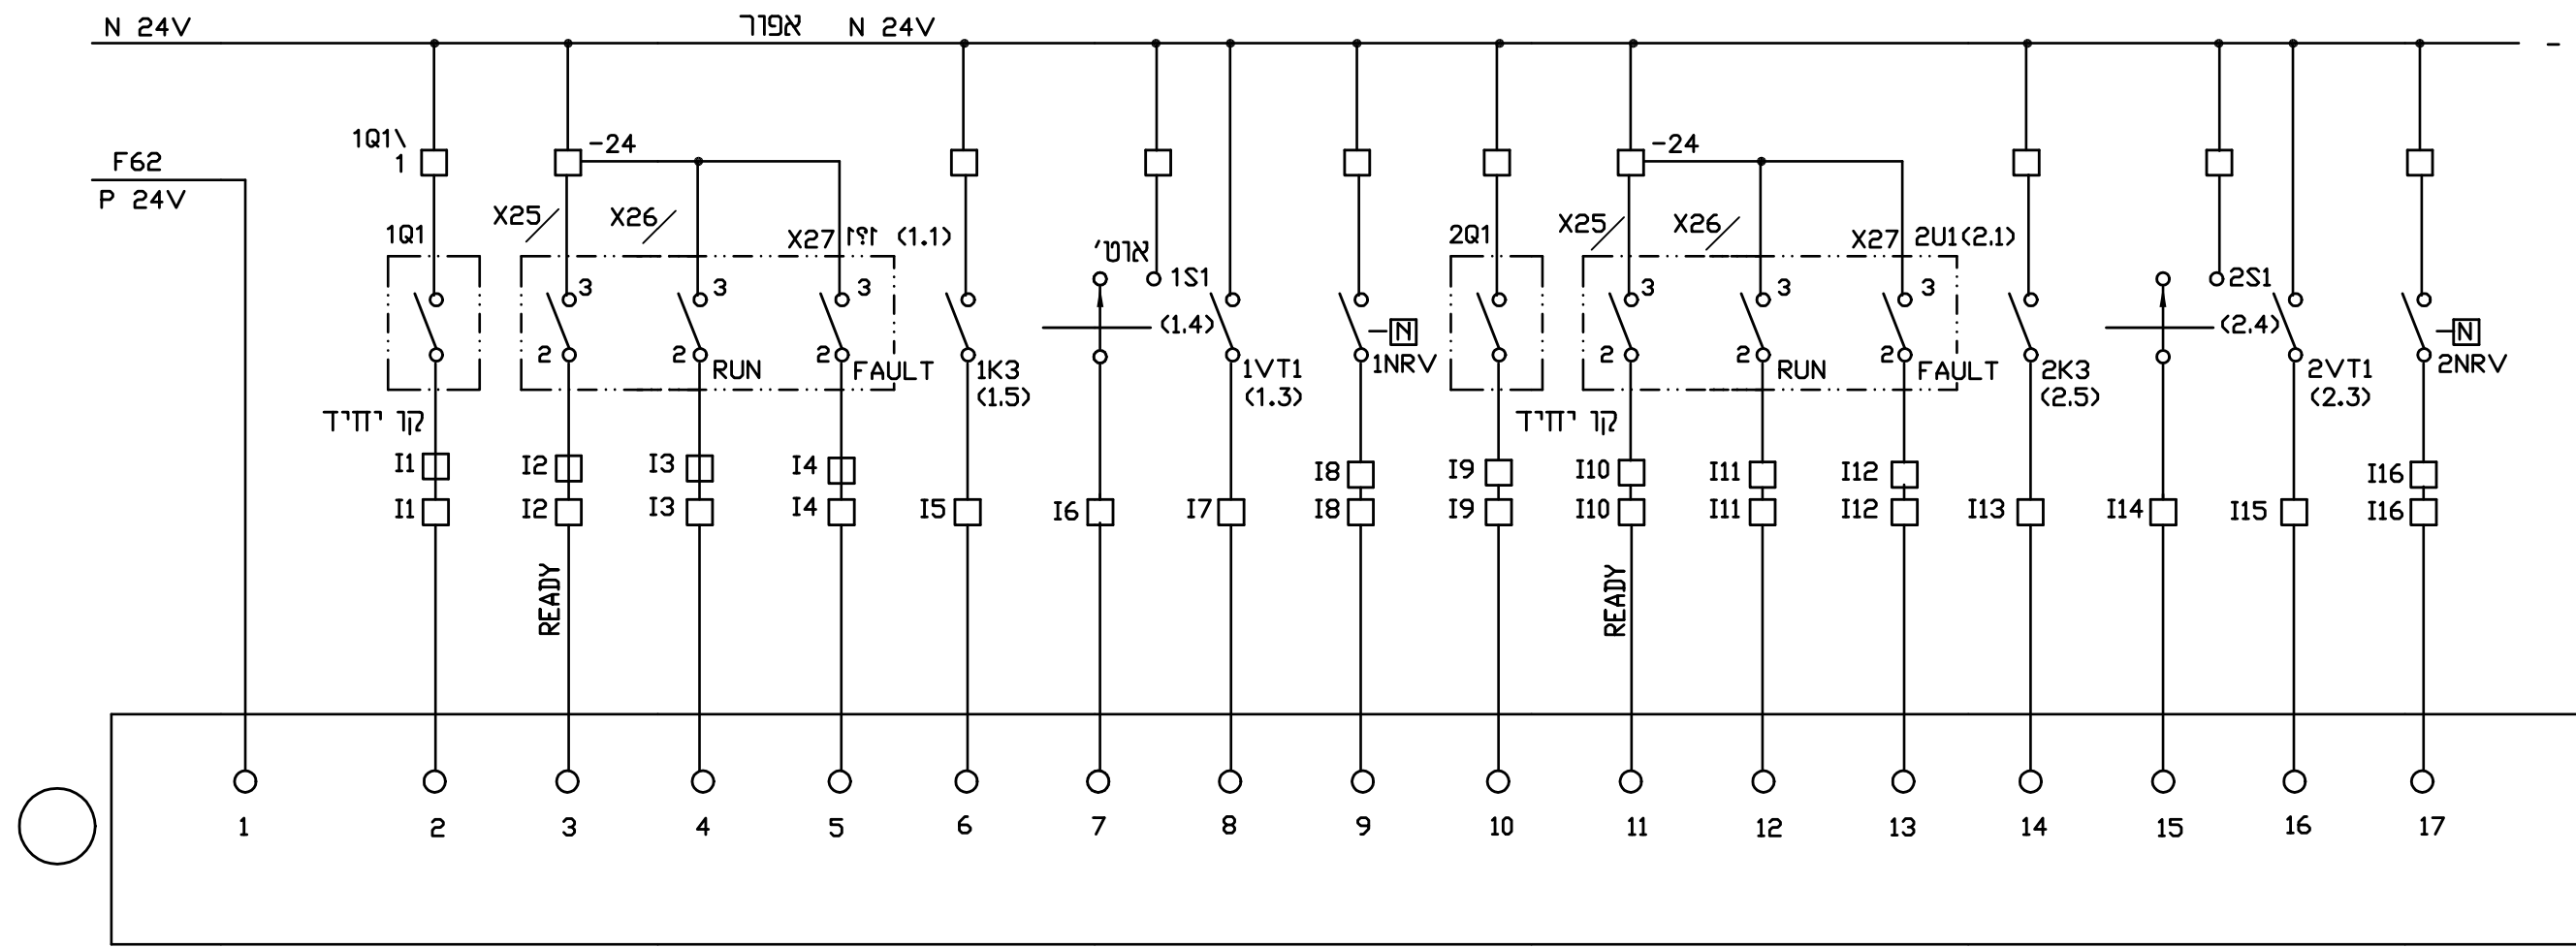 N 24V אפור N 24V -
F62
P 24V
1Q1\
1
-24
-24
X25 X26 X27 (1.1)
1Q1
אוט'
1S1
(1.4)
2Q1
X25 X26 X27 2U1(2.1)
2S1
(2.4)
3 3 3
3 3 3
2 2 RUN 2 FAULT
1K3
(1.5)
1VT1
(1.3)
N
1NRV
2 2 RUN 2 FAULT
2K3
(2.5)
2VT1
(2.3)
N
2NRV
קו יחיד
קו יחיד
I1 I2 I3 I4 I8 I9 I10 I11 I12 I16
I1 I2 I3 I4 I5 I6 I7 I8 I9 I10 I11 I12 I13 I14 I15 I16
READY READY
1 2 3 4 5 6 7 8 9 10 11 12 13 14 15 16 17